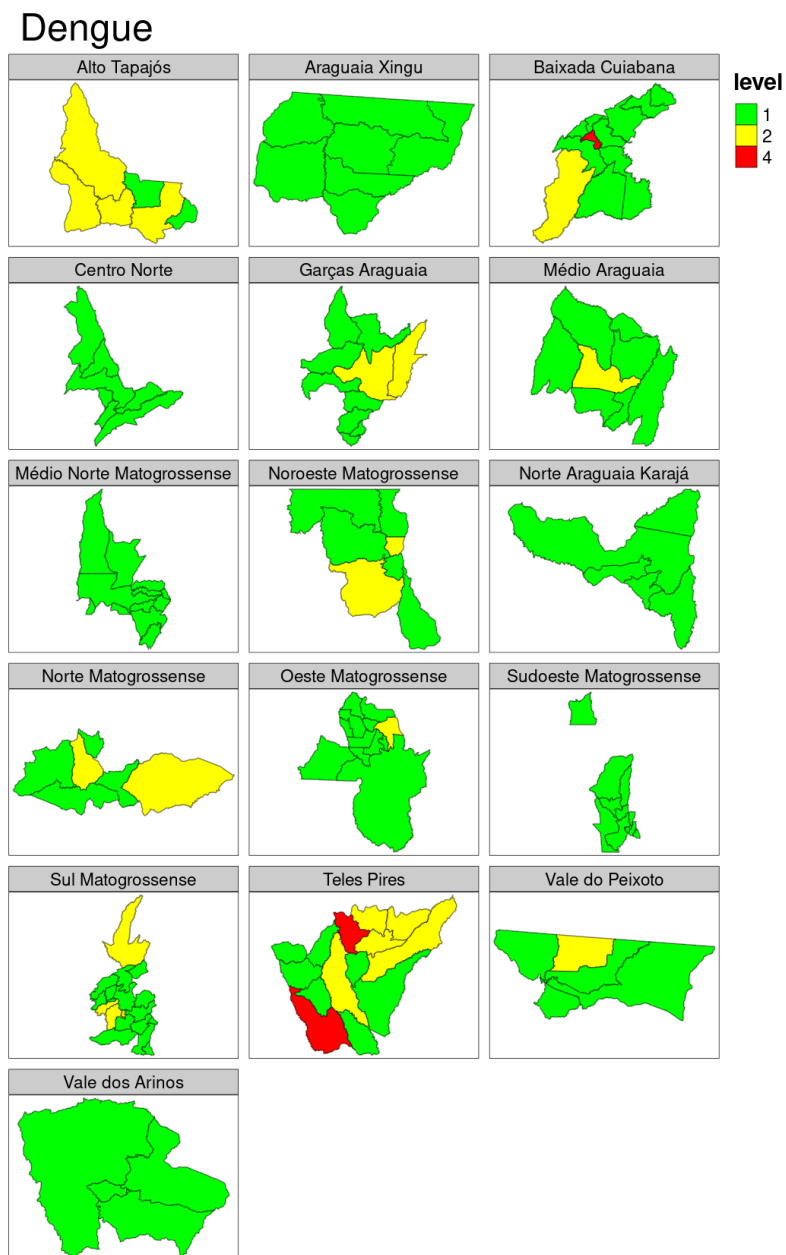 Dengue
Alto Tapajós
Araguaia Xingu
Baixada Cuiabana
level
1
2
4
Centro Norte
Garças Araguaia
Médio Araguaia
Médio Norte Matogrossense
Noroeste Matogrossense
Norte Araguaia Karajá
Norte Matogrossense
Oeste Matogrossense
Sudoeste Matogrossense
Sul Matogrossense
Teles Pires
Vale do Peixoto
Vale dos Arinos